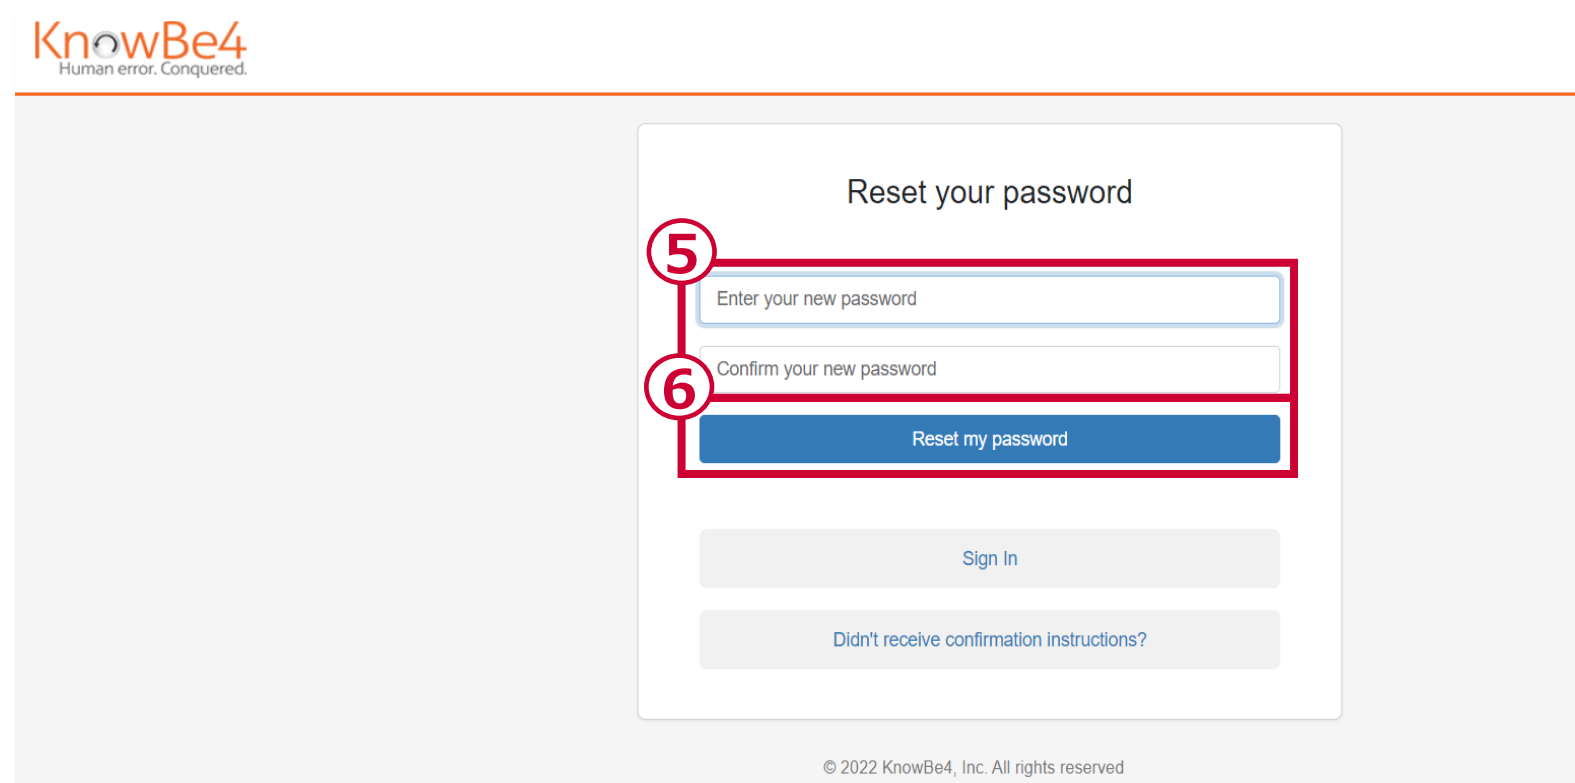 KnowBe4
Human error. Conquered.
Reset your password
⑤
Enter your new password
Confirm your new password
⑥
Reset my password
Sign In
Didn't receive confirmation instructions?
© 2022 KnowBe4, Inc. All rights reserved